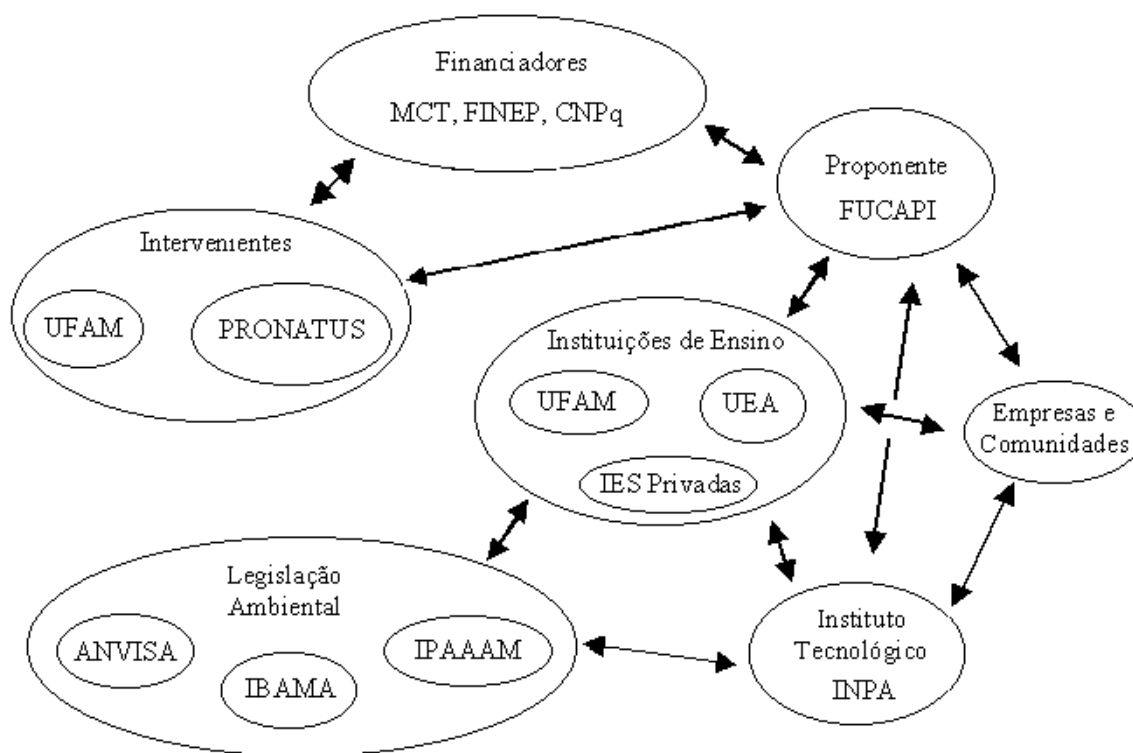 Financiadores
MCT, FINEP, CNPq
Proponente
FUCAPI
Intervenientes
UFAM
PRONATUS
Instituições de Ensino
UFAM
UEA
IES Privadas
Empresas e
Comunidades
Legislação
Ambiental
ANVISA
IBAMA
IPAAAM
Instituto
Tecnológico
INPA